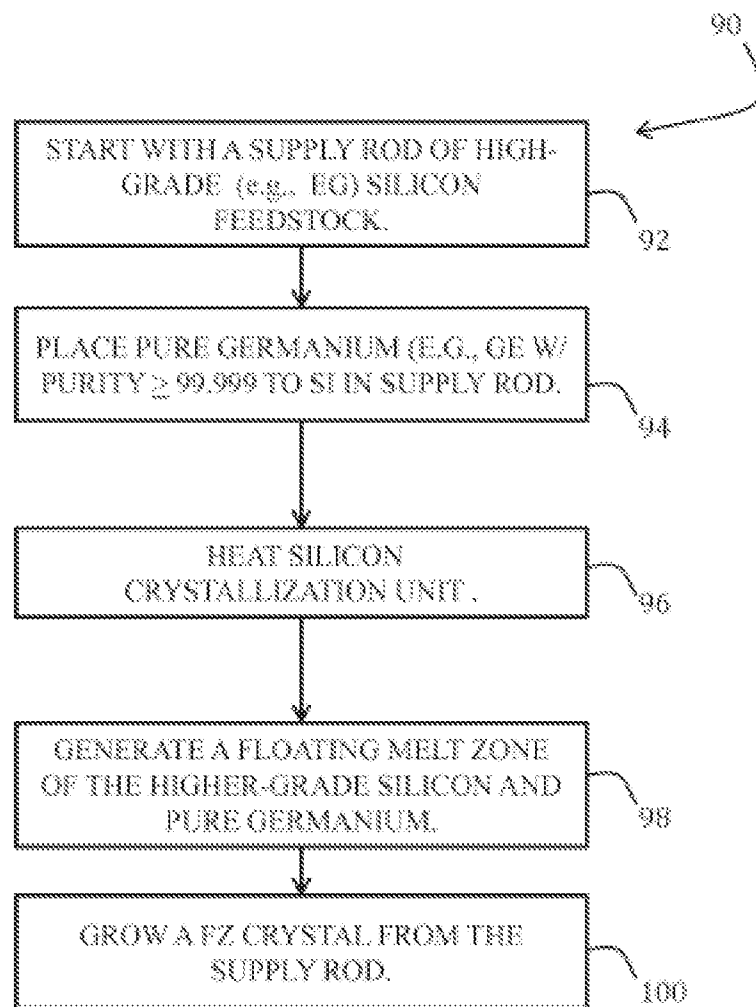 90
START WITH A SUPPLY ROD OF HIGH-
GRADE (e.g., EG) SILICON
FEEDSTOCK.
92
PLACE PURE GERMANIUM (E.G., GE W/
PURITY ≥ 99.999 TO SI IN SUPPLY ROD.
94
HEAT SILICON
CRYSTALLIZATION UNIT .
96
GENERATE A FLOATING MELT ZONE
OF THE HIGHER-GRADE SILICON AND
PURE GERMANIUM.
98
GROW A FZ CRYSTAL FROM THE
SUPPLY ROD.
100